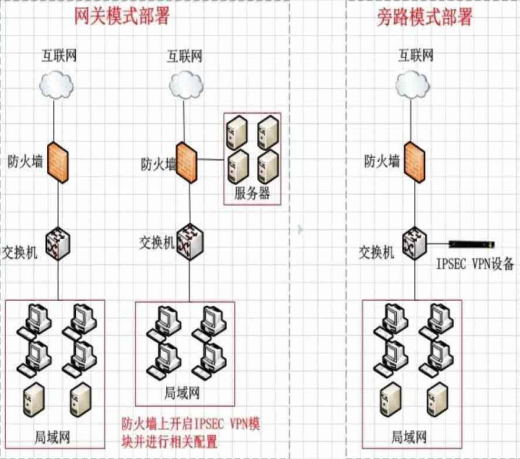 网关模式部署
互联网
防火墙
交换机
局域网
互联网
防火墙
服务器
交换机
局域网
防火墙上开启IPSEC VPN模
块并进行相关配置
旁路模式部署
互联网
防火墙
交换机
IPSEC VPN设备
局域网